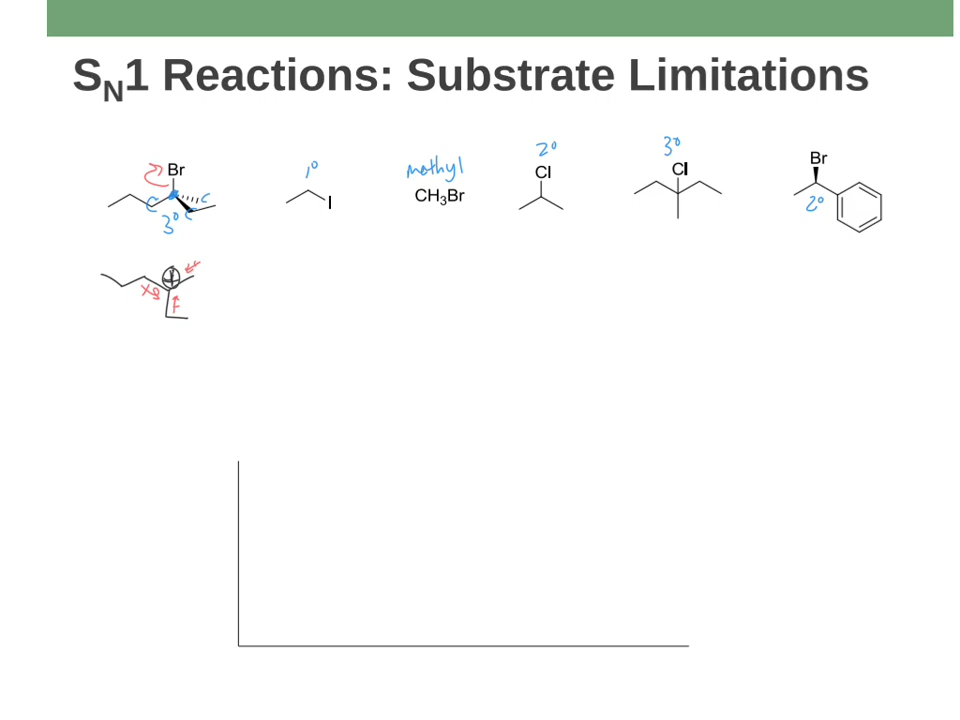 SN1 Reactions: Substrate Limitations
Br 1° methyl 2° 3° Br
C C C I CH3Br Cl Cl 2°
3°